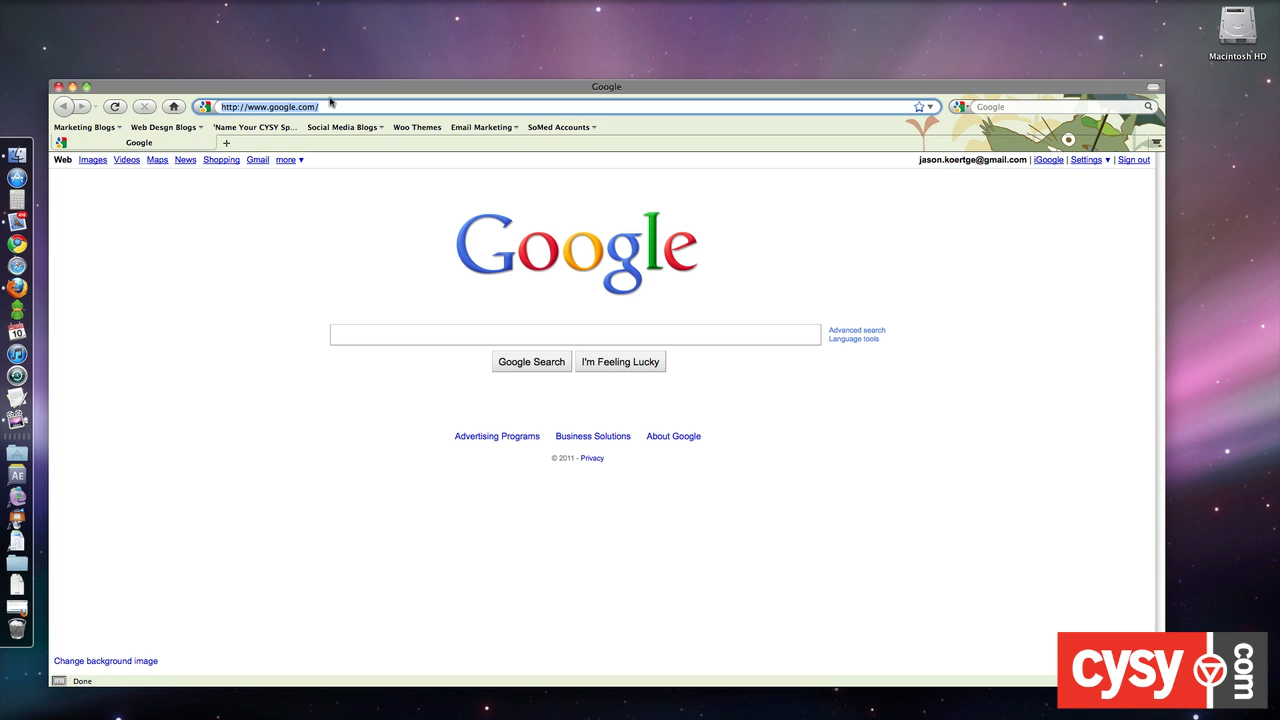 Macintosh HD
Google
http://www.google.com/
Google
Marketing Blogs
Web Desgn Blogs
'Name Your CYSY Sp...
Social Media Blogs
Woo Themes
Email Marketing
SoMed Accounts
Google
Web Images Videos Maps News Shopping Gmail more ▼
jason.koertge@gmail.com | iGoogle | Settings ▼ | Sign out
Google
Advanced search
Language tools
Google Search
I'm Feeling Lucky
Advertising Programs
Business Solutions
About Google
© 2011 - Privacy
Change background image
Done
cysy
com
10
AE